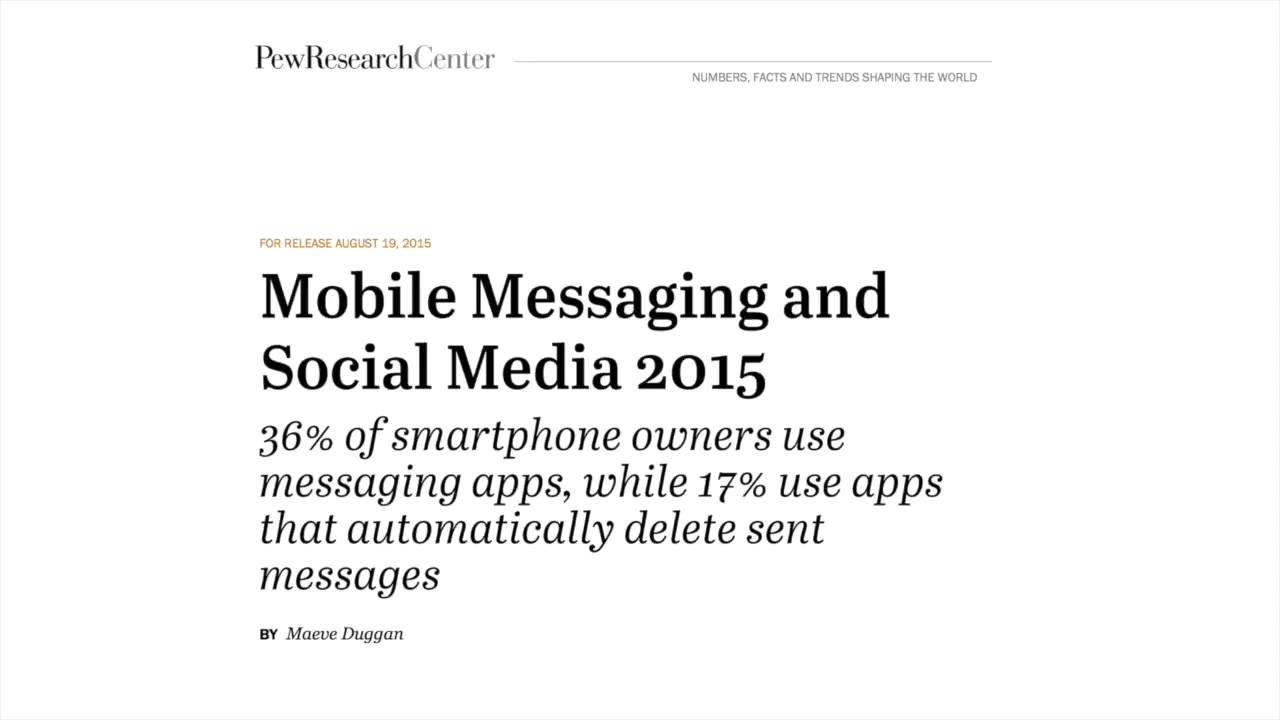 PewResearchCenter
NUMBERS, FACTS AND TRENDS SHAPING THE WORLD
FOR RELEASE AUGUST 19, 2015
Mobile Messaging and
Social Media 2015
36% of smartphone owners use
messaging apps, while 17% use apps
that automatically delete sent
messages
BY Maeve Duggan